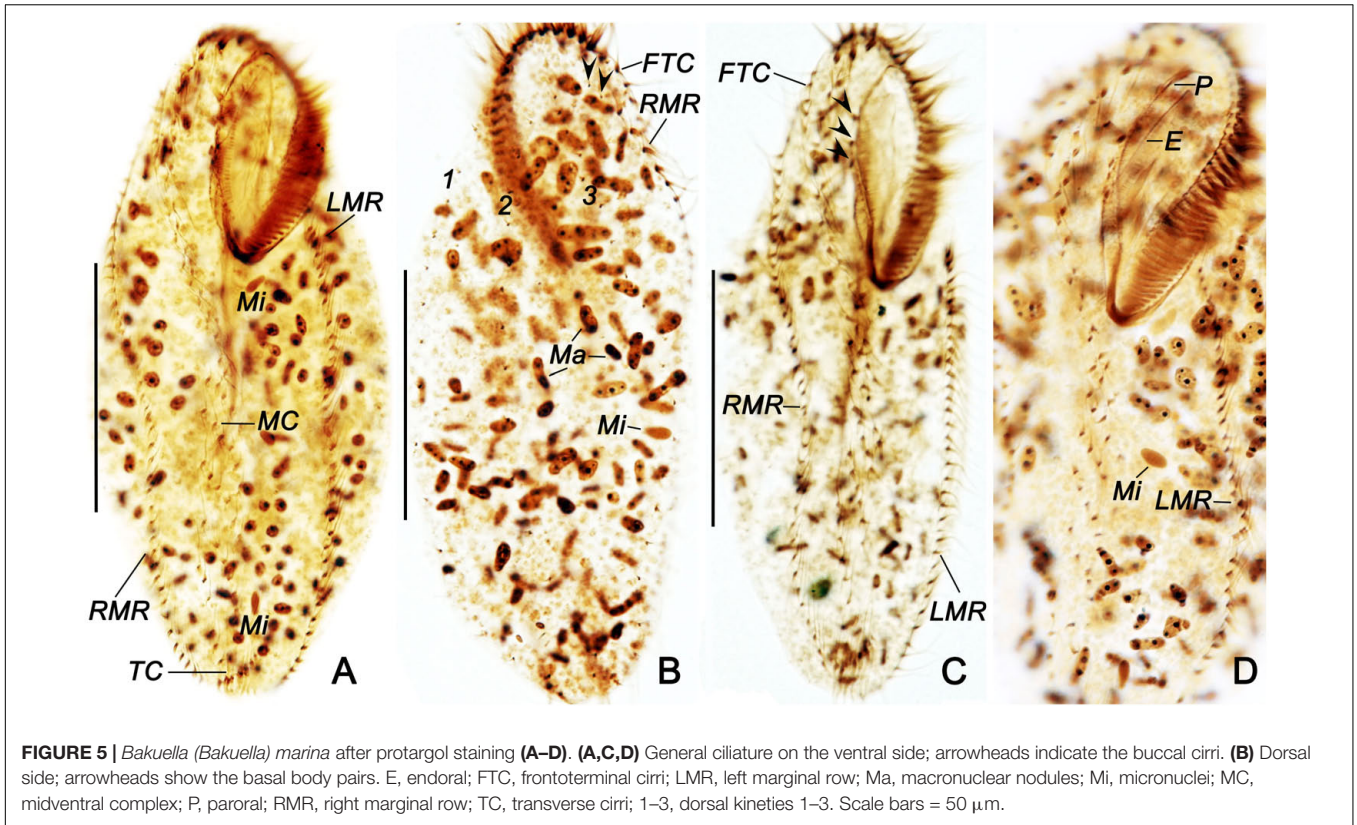 FTC
RMR
LMR
Mi
MC
RMR
Mi
TC
A
1
2
3
Ma
Mi
B
FTC
RMR
LMR
C
P
E
Mi
LMR
D
FIGURE 5 | Bakuella (Bakuella) marina after protargol staining (A–D). (A,C,D) General ciliature on the ventral side; arrowheads indicate the buccal cirri. (B) Dorsal
side; arrowheads show the basal body pairs. E, endoral; FTC, frontoterminal cirri; LMR, left marginal row; Ma, macronuclear nodules; Mi, micronuclei; MC,
midventral complex; P, paroral; RMR, right marginal row; TC, transverse cirri; 1–3, dorsal kineties 1–3. Scale bars = 50 μm.